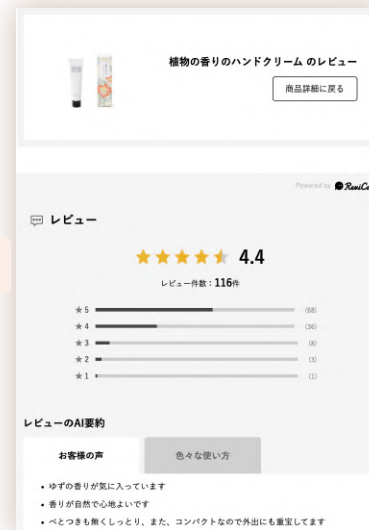 植物の香りのハンドクリーム のレビュー
商品詳細に戻る
Powered by ReviCo
レビュー
4.4
レビュー件数：116件
★5 (68)
★4 (36)
★3 (8)
★2 (3)
★1 (1)
レビューのAI要約
お客様の声
色々な使い方
• ゆずの香りが気に入っています
• 香りが自然で心地よいです
• べとつきも無くしっとり、また、コンパクトなので外出にも重宝してます